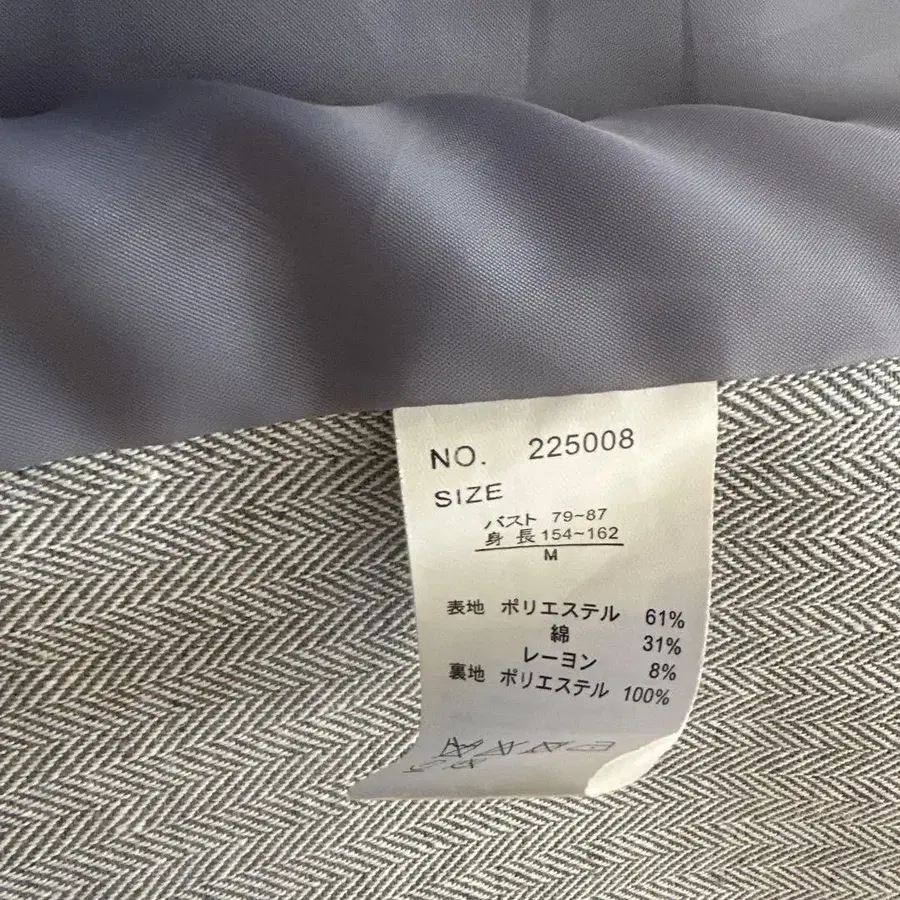 NO. 225008
SIZE
バスト 79~87
身長 154~162
M
表地 ポリエステル 61%
綿 31%
レーヨン 8%
裏地 ポリエステル 100%